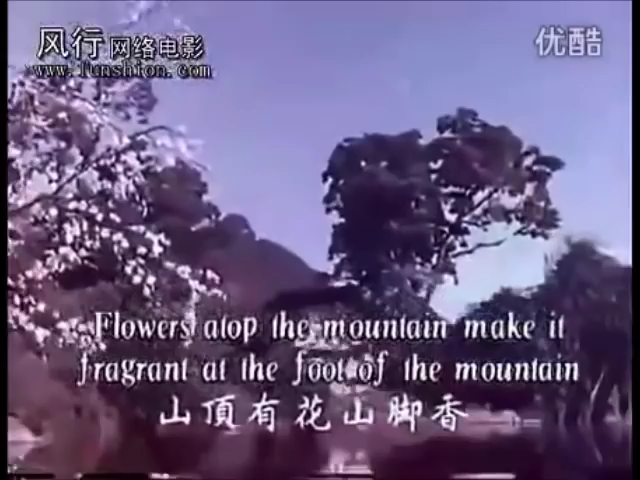 风行网络电影 优酷
www.funshion.com
Flowers atop the mountain make it
fragrant at the foot of the mountain
山頂有花山脚香